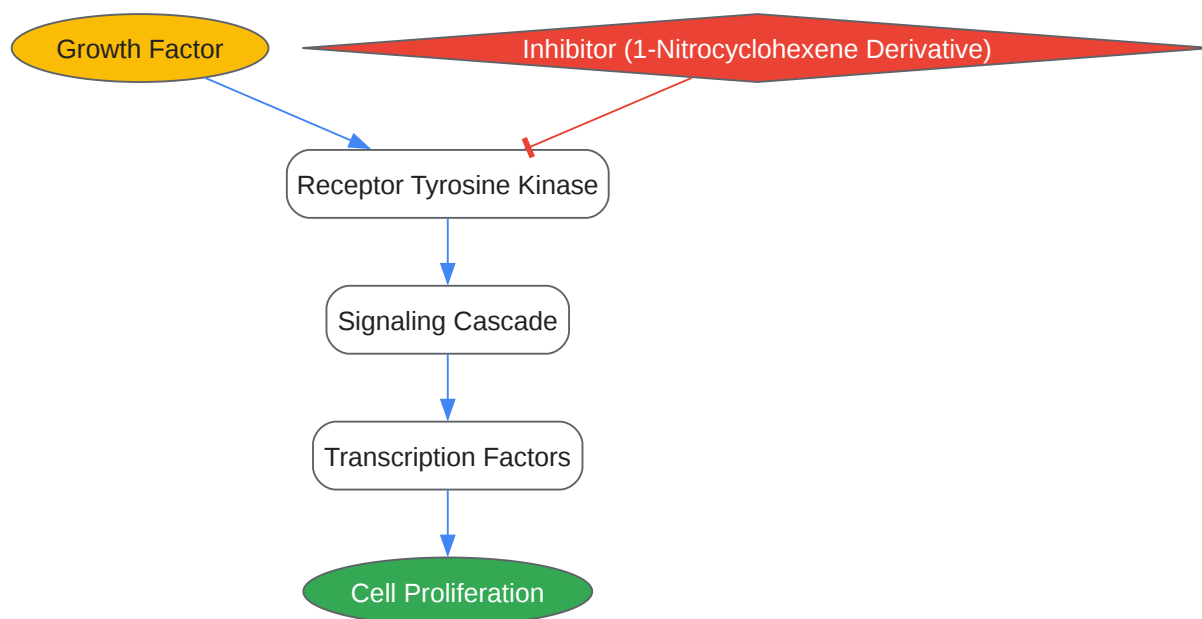 Growth Factor
Inhibitor (1-Nitrocyclohexene Derivative)
Receptor Tyrosine Kinase
Signaling Cascade
Transcription Factors
Cell Proliferation